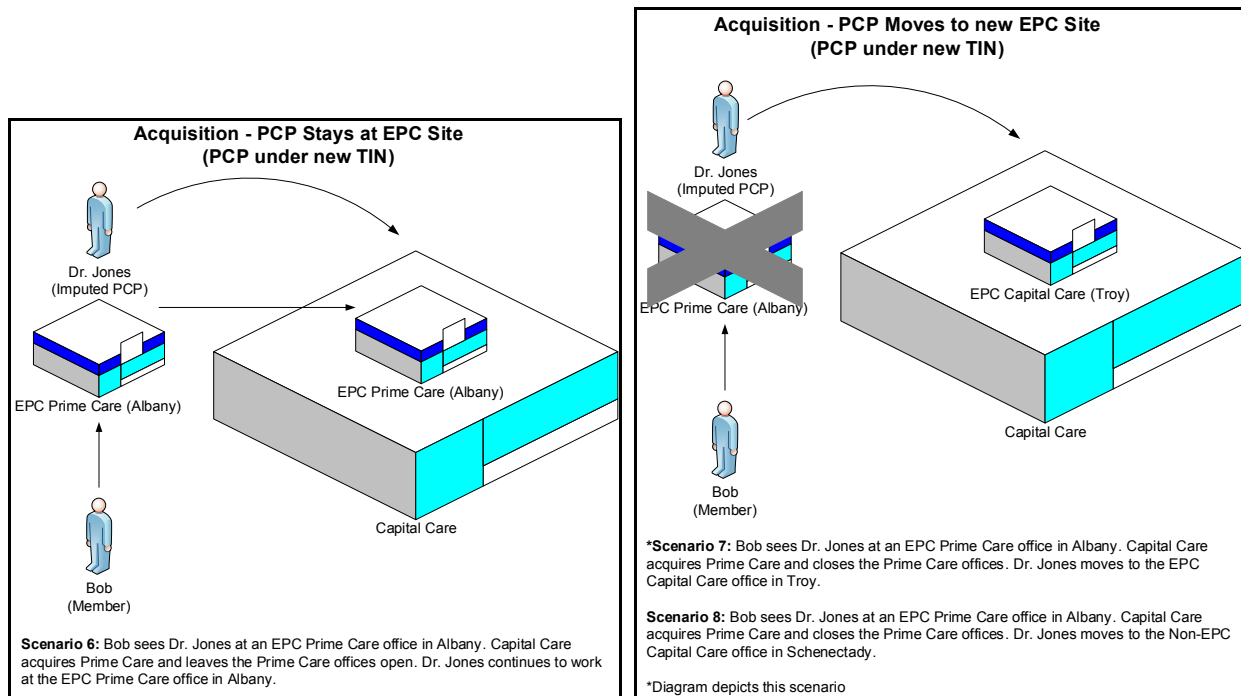 Acquisition - PCP Stays at EPC Site
(PCP under new TIN)
Dr. Jones
(Imputed PCP)
EPC Prime Care (Albany)
EPC Prime Care (Albany)
Capital Care
Bob
(Member)
Scenario 6: Bob sees Dr. Jones at an EPC Prime Care office in Albany. Capital Care
acquires Prime Care and leaves the Prime Care offices open. Dr. Jones continues to work
at the EPC Prime Care office in Albany.
Acquisition - PCP Moves to new EPC Site
(PCP under new TIN)
Dr. Jones
(Imputed PCP)
EPC Prime Care (Albany)
EPC Capital Care (Troy)
Capital Care
Bob
(Member)
*Scenario 7: Bob sees Dr. Jones at an EPC Prime Care office in Albany. Capital Care
acquires Prime Care and closes the Prime Care offices. Dr. Jones moves to the EPC
Capital Care office in Troy.
Scenario 8: Bob sees Dr. Jones at an EPC Prime Care office in Albany. Capital Care
acquires Prime Care and closes the Prime Care offices. Dr. Jones moves to the Non-EPC
Capital Care office in Schenectady.
*Diagram depicts this scenario